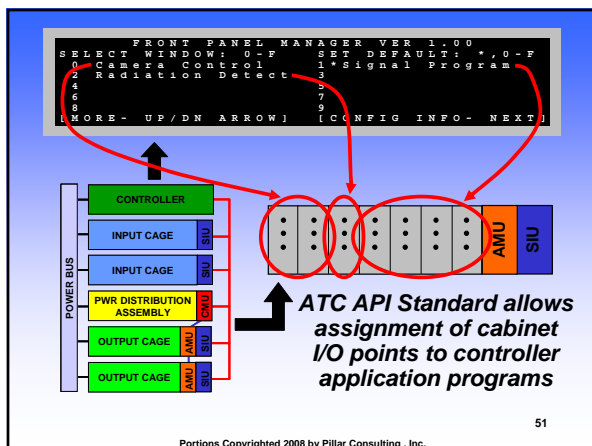 FRONT PANEL MANAGER VER 1.00
SELECT WINDOW: 0-F SET DEFAULT: *,0-F
0 Camera Control 1*Signal Program
2 Radiation Detect 3
4 5
6 7
8 9
[MORE- UP/DN ARROW] [CONFIG INFO- NEXT]
POWER BUS
CONTROLLER
INPUT CAGE SIU
INPUT CAGE SIU
PWR DISTRIBUTION
ASSEMBLY
CMU
OUTPUT CAGE AMU SIU
OUTPUT CAGE AMU SIU
AMU
SIU
ATC API Standard allows
assignment of cabinet
I/O points to controller
application programs
51
Portions Copyrighted 2008 by Pillar Consulting , Inc.